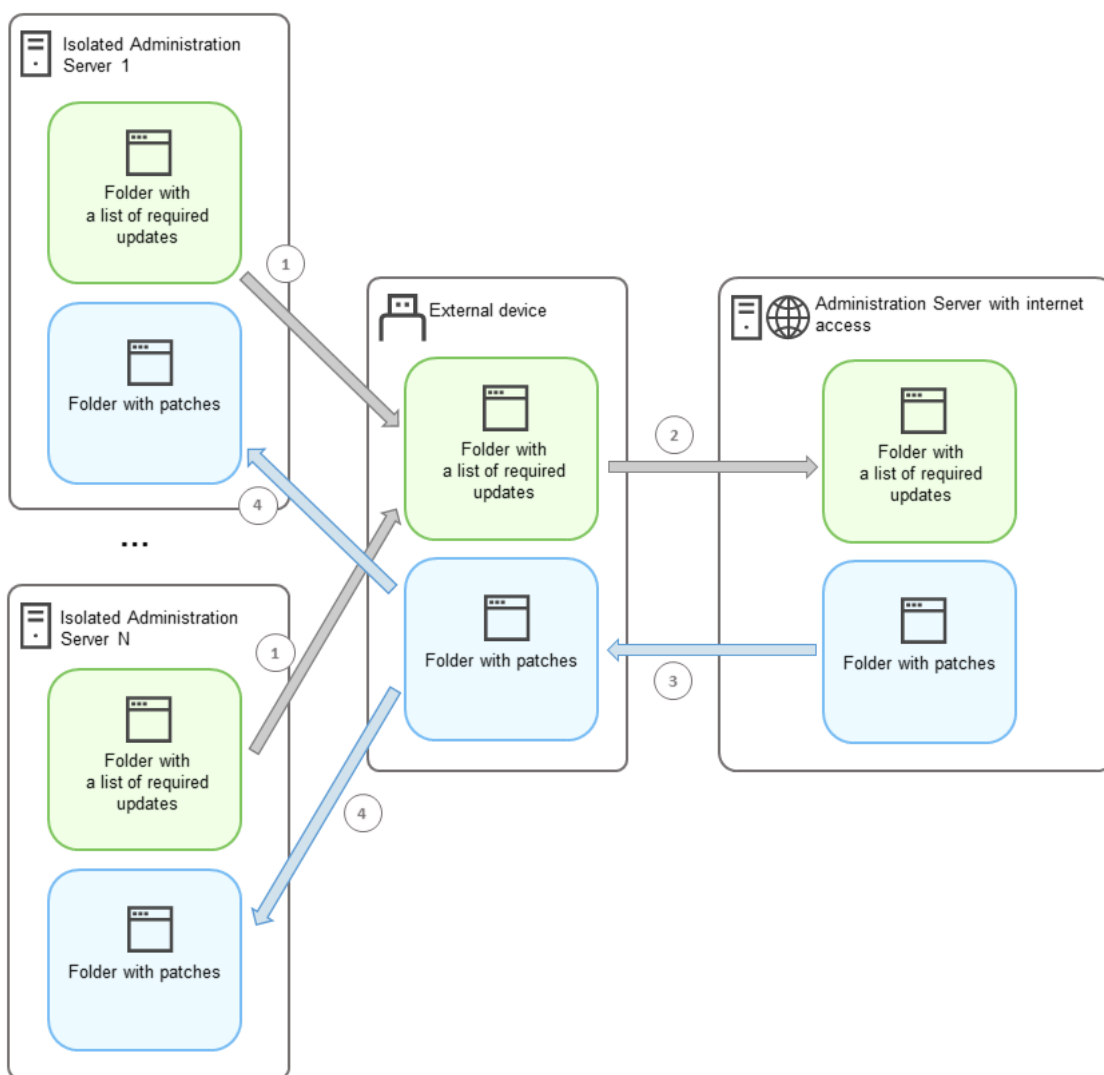 Isolated Administration
Server 1
Folder with
a list of required
updates
Folder with patches
1
4
...
Isolated Administration
Server N
Folder with
a list of required
updates
Folder with patches
1
4
External device
Folder with
a list of required
updates
Folder with patches
2
3
Administration Server with internet
access
Folder with
a list of required
updates
Folder with patches